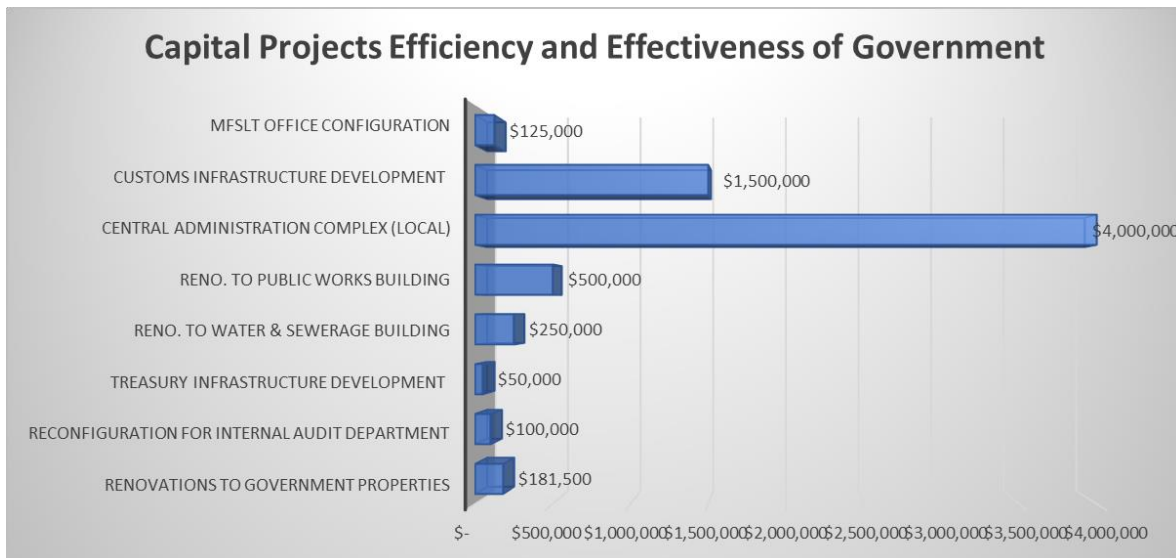 Capital Projects Efficiency and Effectiveness of Government
MFSLT OFFICE CONFIGURATION
$125,000
CUSTOMS INFRASTRUCTURE DEVELOPMENT
$1,500,000
CENTRAL ADMINISTRATION COMPLEX (LOCAL)
$4,000,000
RENO. TO PUBLIC WORKS BUILDING
$500,000
RENO. TO WATER & SEWERAGE BUILDING
$250,000
TREASURY INFRASTRUCTURE DEVELOPMENT
$50,000
RECONFIGURATION FOR INTERNAL AUDIT DEPARTMENT
$100,000
RENOVATIONS TO GOVERNMENT PROPERTIES
$181,500
$- $500,000 $1,000,000 $1,500,000 $2,000,000 $2,500,000 $3,000,000 $3,500,000 $4,000,000